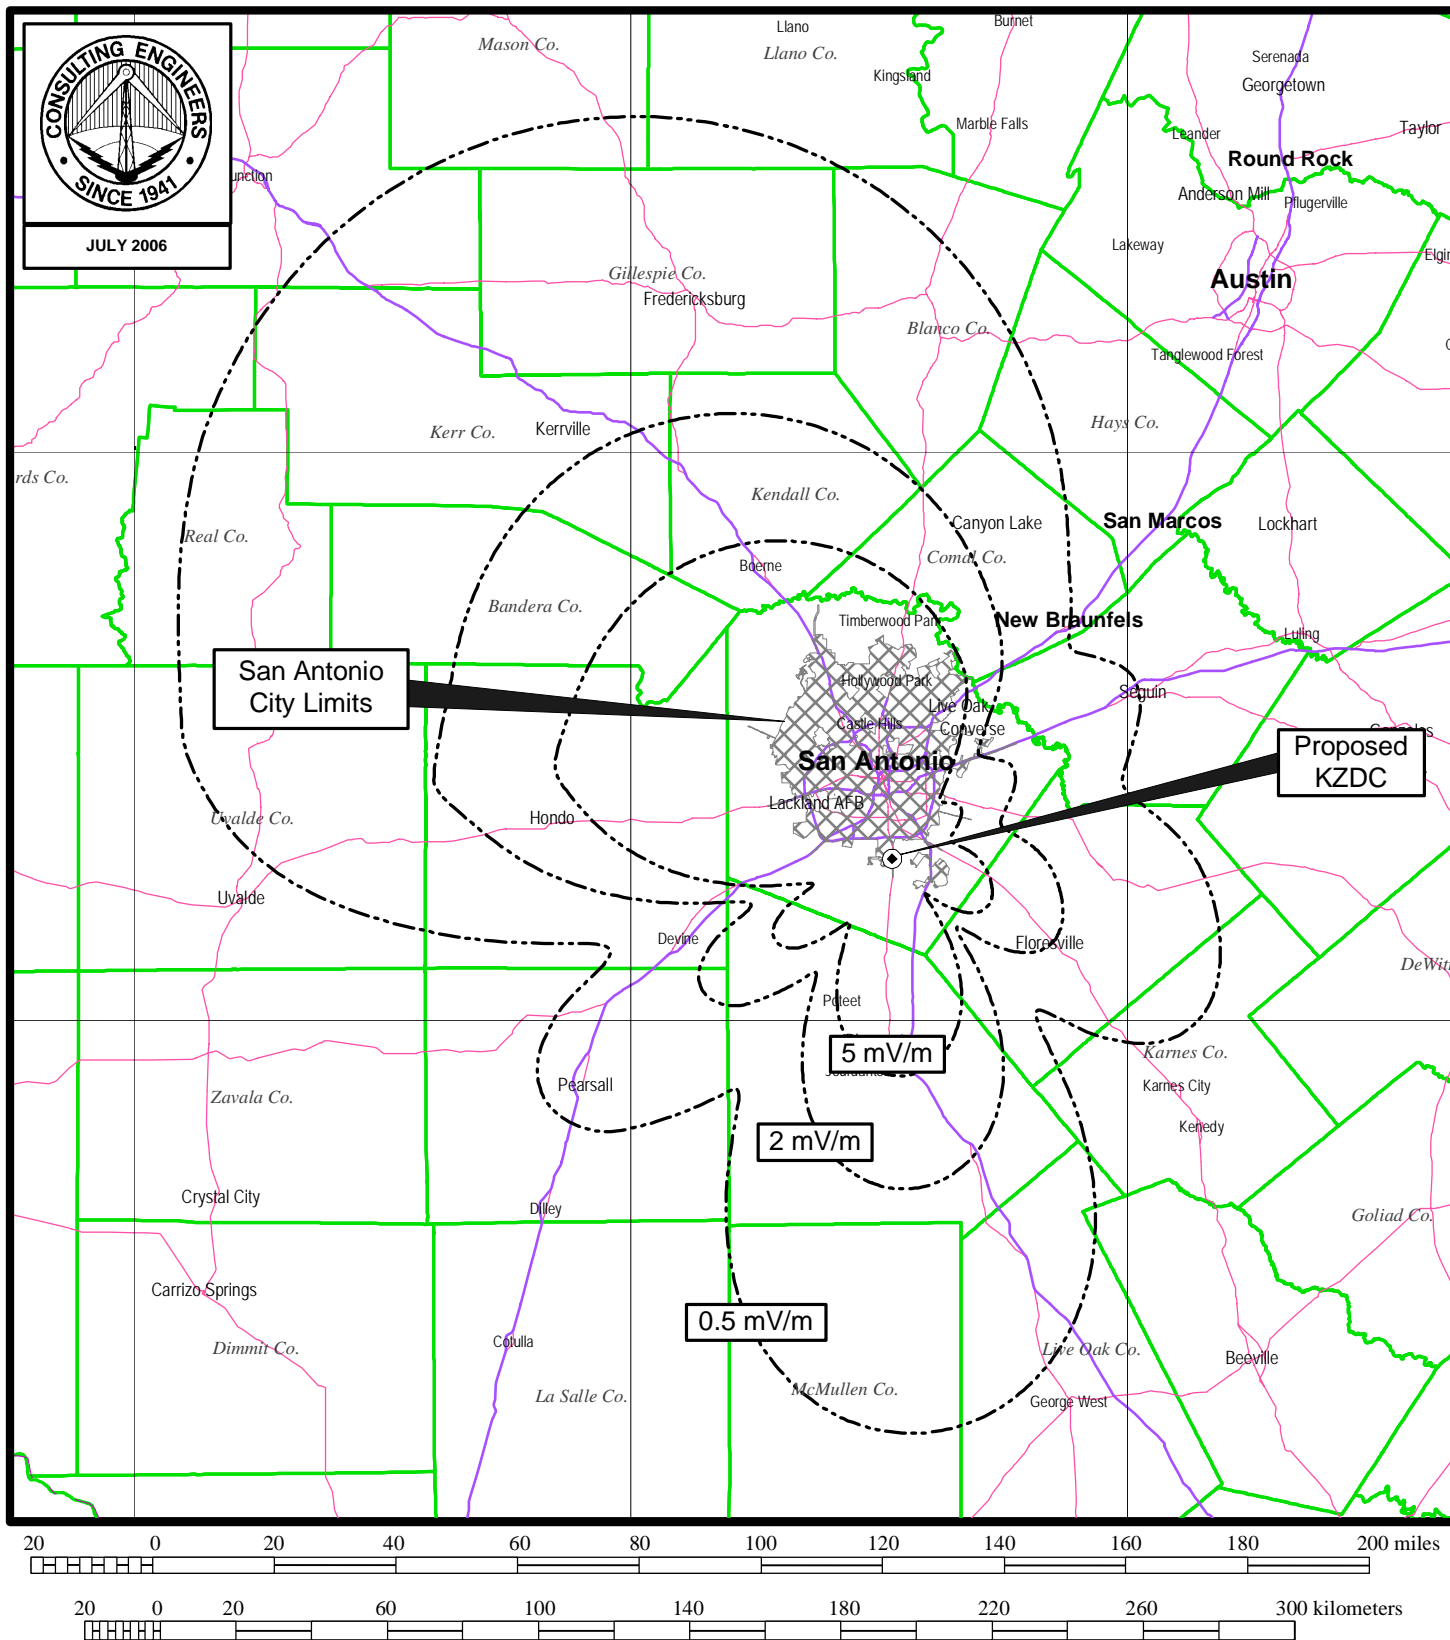 CONSULTING ENGINEERS
SINCE 1941
JULY 2006
Mason Co.
Llano
Llano Co.
Burnet
Kingsland
Serenada
Georgetown
Marble Falls
Leander
Taylor
Round Rock
unction
Anderson Mill
Pflugerville
Lakeway
Elgin
Gillespie Co.
Fredericksburg
Austin
Blanco Co.
Tanglewood Forest
Kerr Co.
Kerrville
Hays Co.
rds Co.
Kendall Co.
Canyon Lake
San Marcos
Lockhart
Real Co.
Boerne
Comal Co.
Bandera Co.
Timberwood Park
New Braunfels
Luling
San Antonio
City Limits
Hollywood Park
Live Oak
Seguin
Castle Hills
Converse
Gonzales
San Antonio
Proposed
KZDC
Lackland AFB
Hondo
Uvalde Co.
Uvalde
Devine
Floresville
DeWitt
Poteet
5 mV/m
Karnes Co.
Pearsall
Karnes City
Zavala Co.
Kenedy
2 mV/m
Crystal City
Dilley
Goliad Co.
Carrizo Springs
0.5 mV/m
Dimmit Co.
Cotulla
Live Oak Co.
Beeville
La Salle Co.
McMullen Co.
George West
20 0 20 40 60 80 100 120 140 160 180 200 miles
20 0 20 60 100 140 180 220 260 300 kilometers